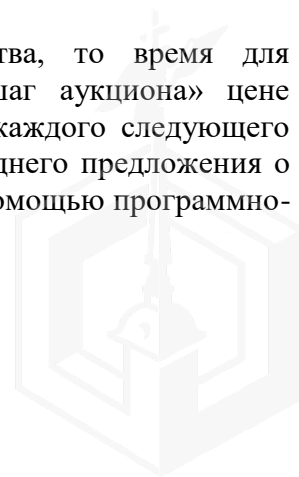 тва, то время для
шаг аукциона» цене
каждого следующего
днего предложения о
омощью программно-